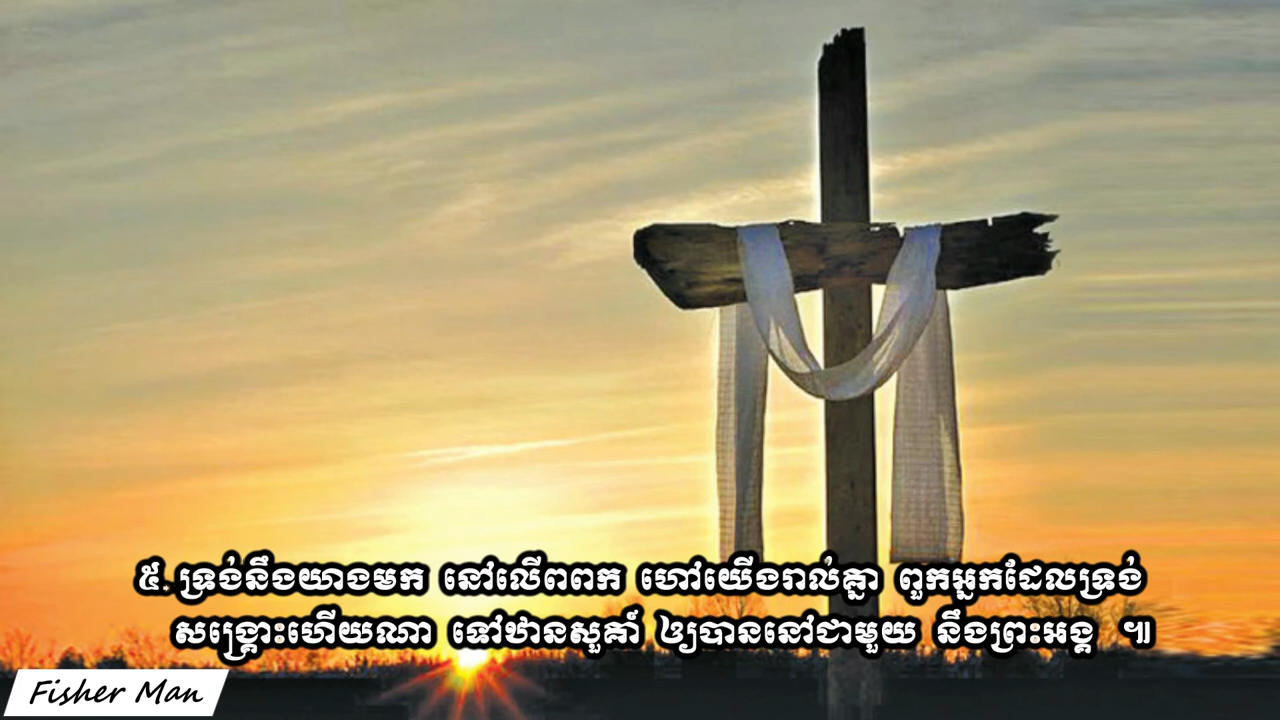 ៥. ទ្រង់នឹងយាងមក នៅលើពពក ហៅយើងរាល់គ្នា ពួកអ្នកដែលទ្រង់
សង្គ្រោះហើយណា ទៅឋានសួគ៌ា ឲ្យបាននៅជាមួយ នឹងព្រះអង្គ ៕
Fisher Man